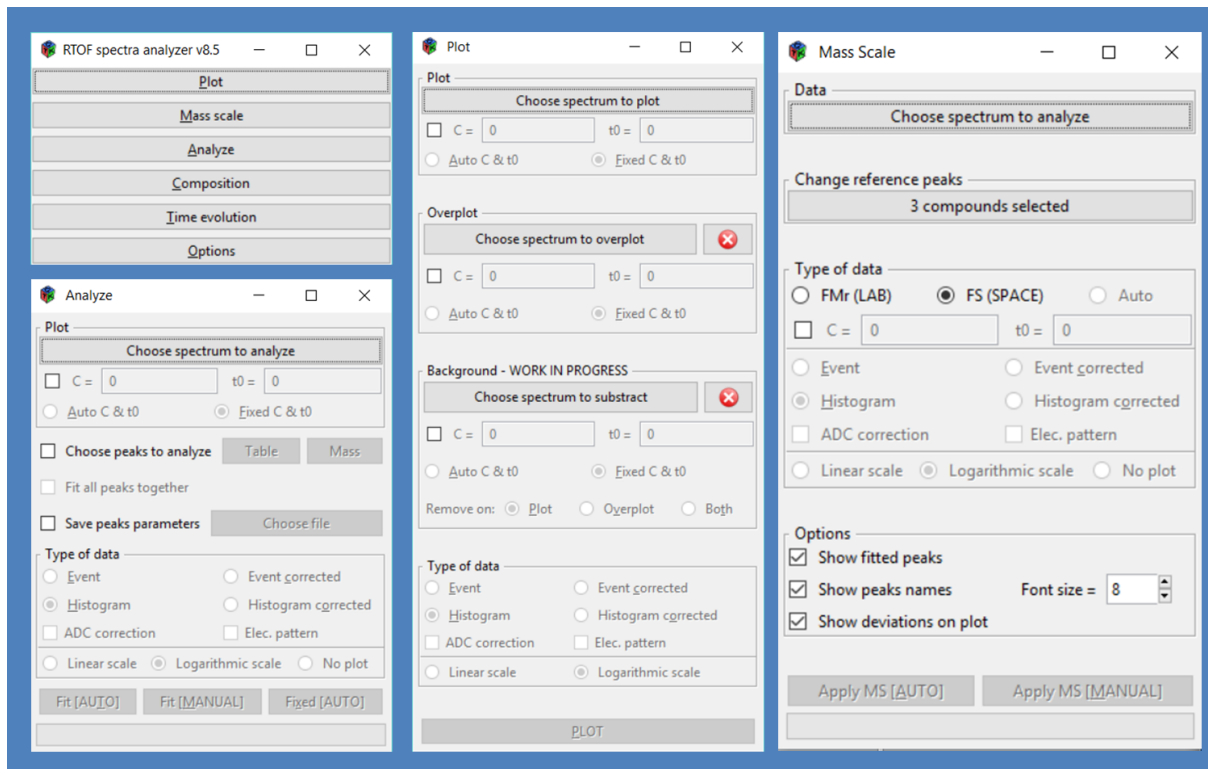 RTOF spectra analyzer v8.5
Plot
Mass scale
Analyze
Composition
Time evolution
Options
Analyze
Plot
Choose spectrum to analyze
C = 0 t0 = 0
Auto C & t0 Fixed C & t0
Choose peaks to analyze Table Mass
Fit all peaks together
Save peaks parameters Choose file
Type of data
Event Event corrected
Histogram Histogram corrected
ADC correction Elec. pattern
Linear scale Logarithmic scale No plot
Fit [AUTO] Fit [MANUAL] Fixed [AUTO]
Plot
Plot
Choose spectrum to plot
C = 0 t0 = 0
Auto C & t0 Fixed C & t0
Overplot
Choose spectrum to overplot
C = 0 t0 = 0
Auto C & t0 Fixed C & t0
Background - WORK IN PROGRESS
Choose spectrum to substract
C = 0 t0 = 0
Auto C & t0 Fixed C & t0
Remove on: Plot Overplot Both
Type of data
Event Event corrected
Histogram Histogram corrected
ADC correction Elec. pattern
Linear scale Logarithmic scale
PLOT
Mass Scale
Data
Choose spectrum to analyze
Change reference peaks
3 compounds selected
Type of data
FMr (LAB) FS (SPACE) Auto
C = 0 t0 = 0
Event Event corrected
Histogram Histogram corrected
ADC correction Elec. pattern
Linear scale Logarithmic scale No plot
Options
Show fitted peaks
Show peaks names Font size = 8
Show deviations on plot
Apply MS [AUTO] Apply MS [MANUAL]